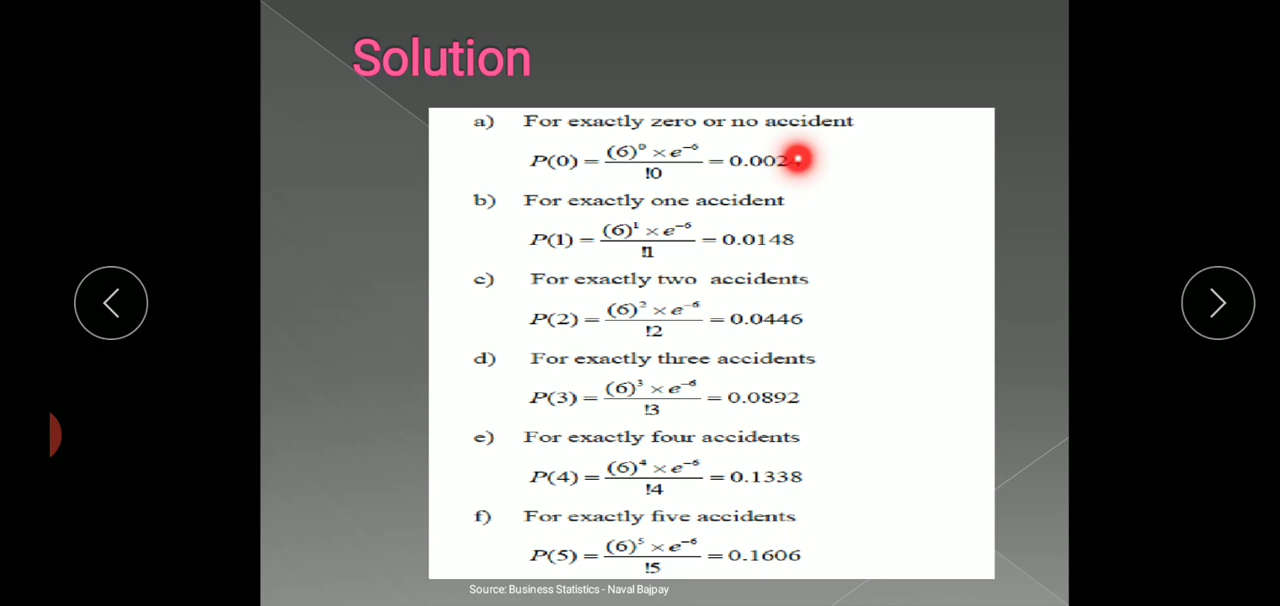 Solution
a) For exactly zero or no accident
P(0) = (6)⁰ × e⁻⁶ / !0 = 0.002
b) For exactly one accident
P(1) = (6)¹ × e⁻⁶ / !1 = 0.0148
c) For exactly two accidents
P(2) = (6)² × e⁻⁶ / !2 = 0.0446
d) For exactly three accidents
P(3) = (6)³ × e⁻⁶ / !3 = 0.0892
e) For exactly four accidents
P(4) = (6)⁴ × e⁻⁶ / !4 = 0.1338
f) For exactly five accidents
P(5) = (6)⁵ × e⁻⁶ / !5 = 0.1606
Source: Business Statistics - Naval Bajpay